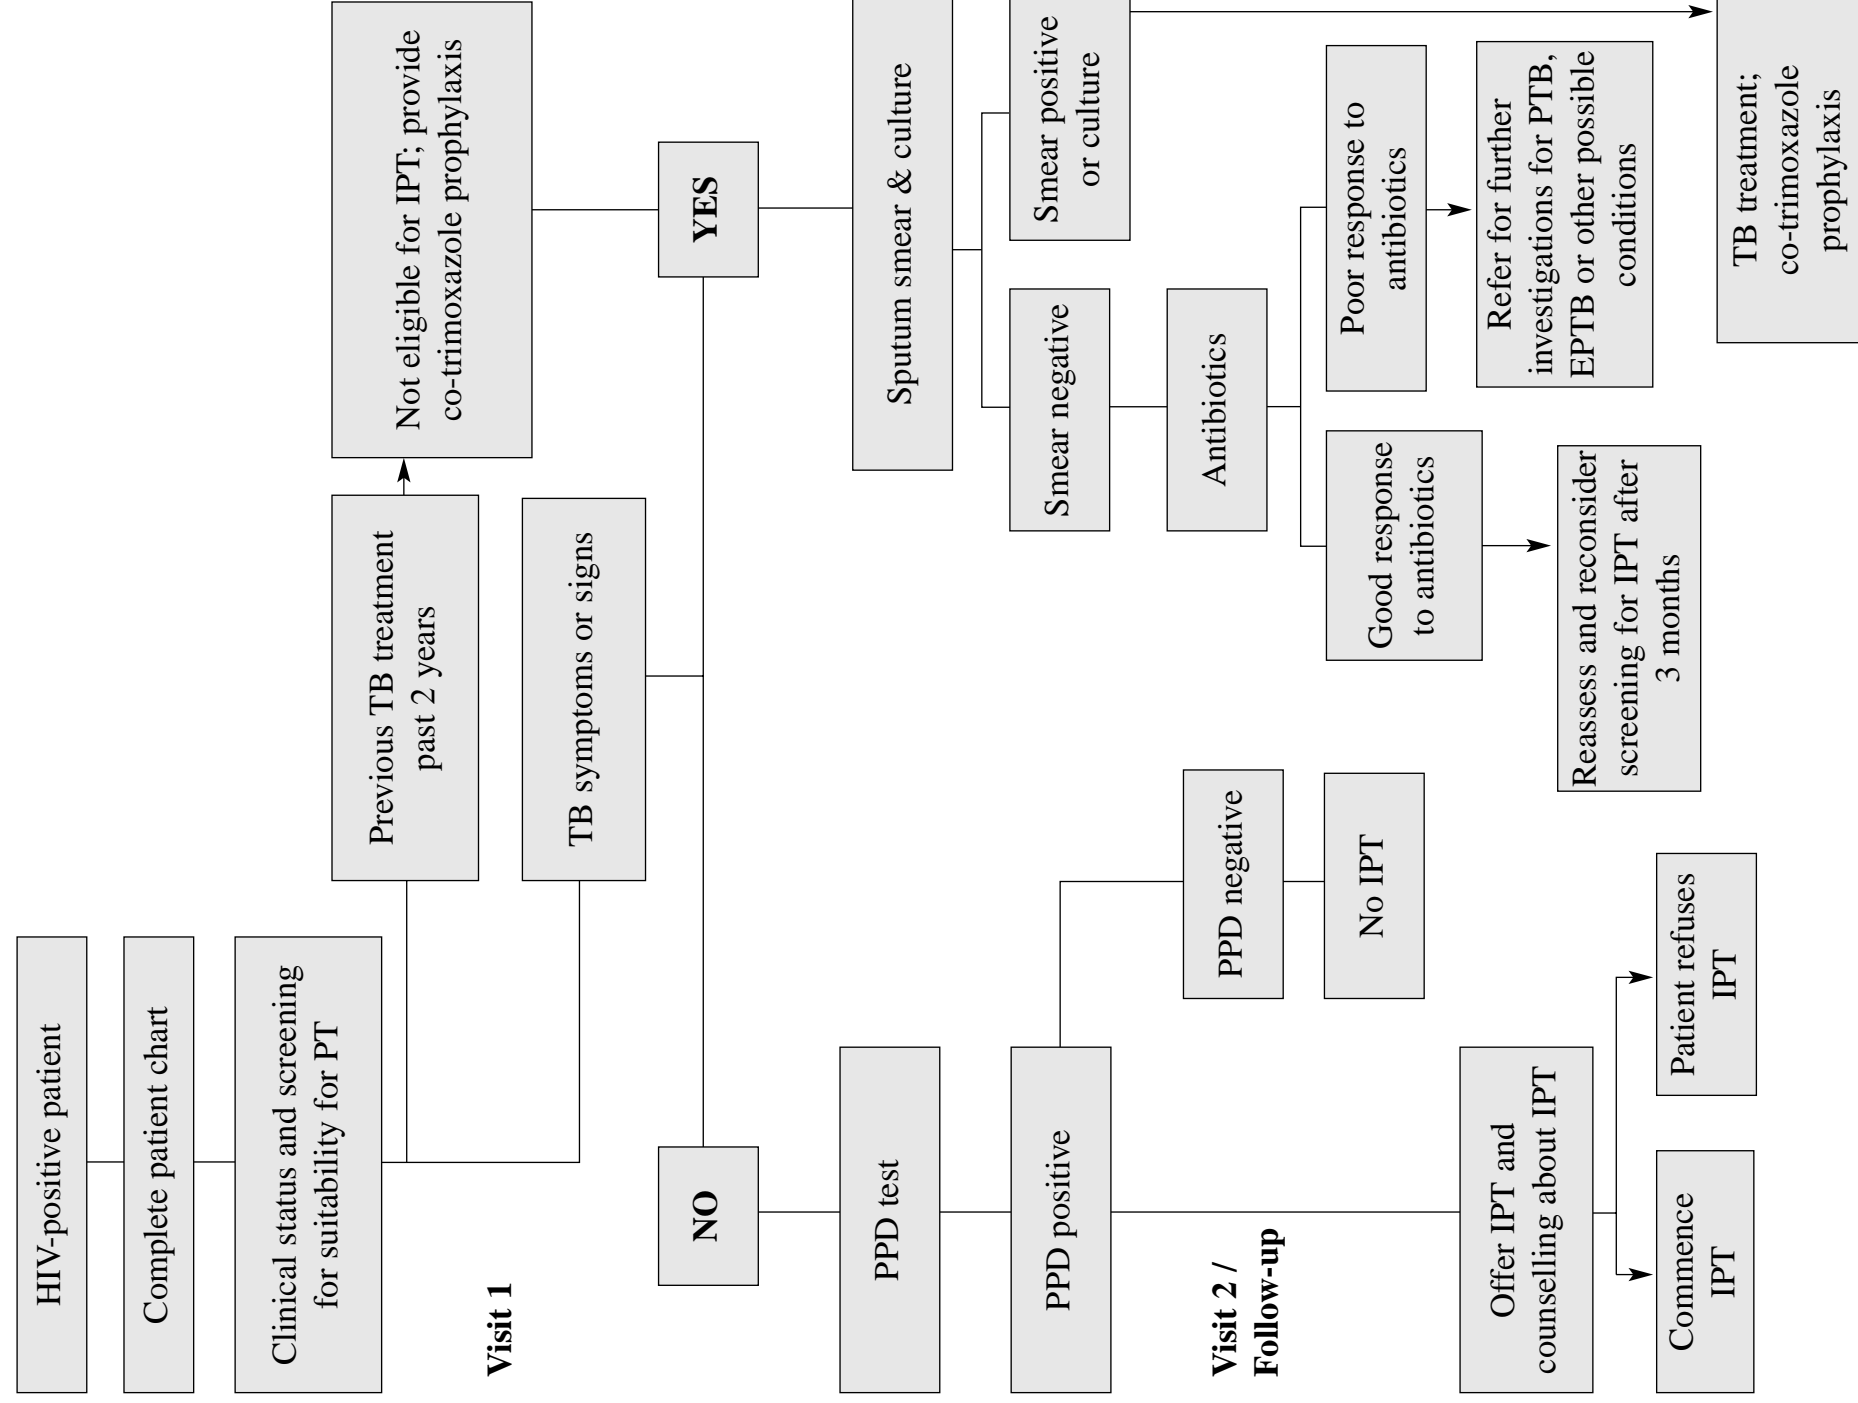 HIV-positive patient
Complete patient chart
Clinical status and screening
for suitability for PT
Previous TB treatment
past 2 years
Not eligible for IPT; provide
co-trimoxazole prophylaxis
Visit 1
TB symptoms or signs
NO
YES
PPD test
Sputum smear & culture
PPD positive
Smear negative
Smear positive
or culture
Visit 2 /
Follow-up
PPD negative
Antibiotics
No IPT
Good response
to antibiotics
Poor response to
antibiotics
Offer IPT and
counselling about IPT
Refer for further
investigations for PTB,
EPTB or other possible
conditions
Reassess and reconsider
screening for IPT after
3 months
Commence
IPT
Patient refuses
IPT
TB treatment;
co-trimoxazole
prophylaxis